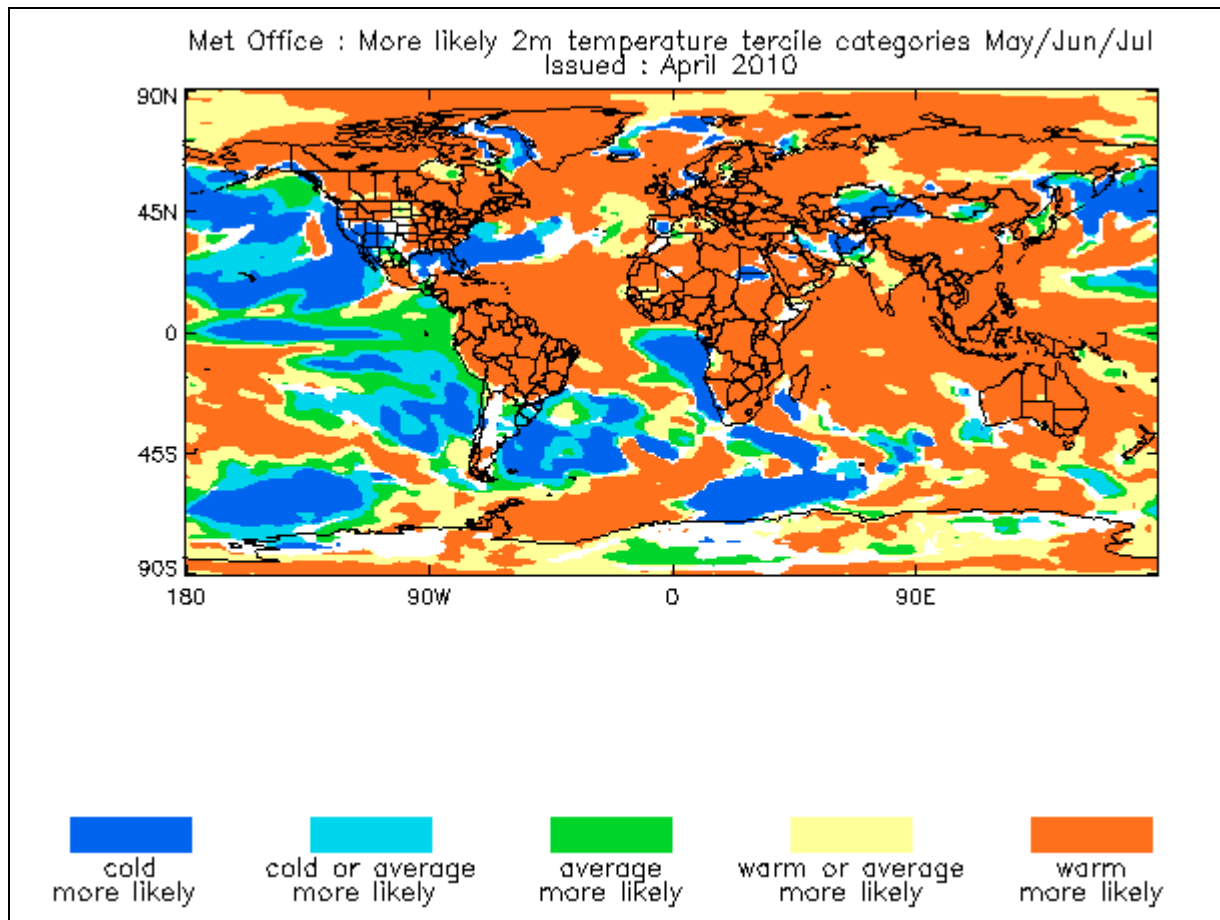 Met Office : More likely 2m temperature tercile categories May/Jun/Jul
Issued : April 2010
90N
45N
0
45S
90S
180
90W
0
90E
cold
more likely
cold or average
more likely
average
more likely
warm or average
more likely
warm
more likely